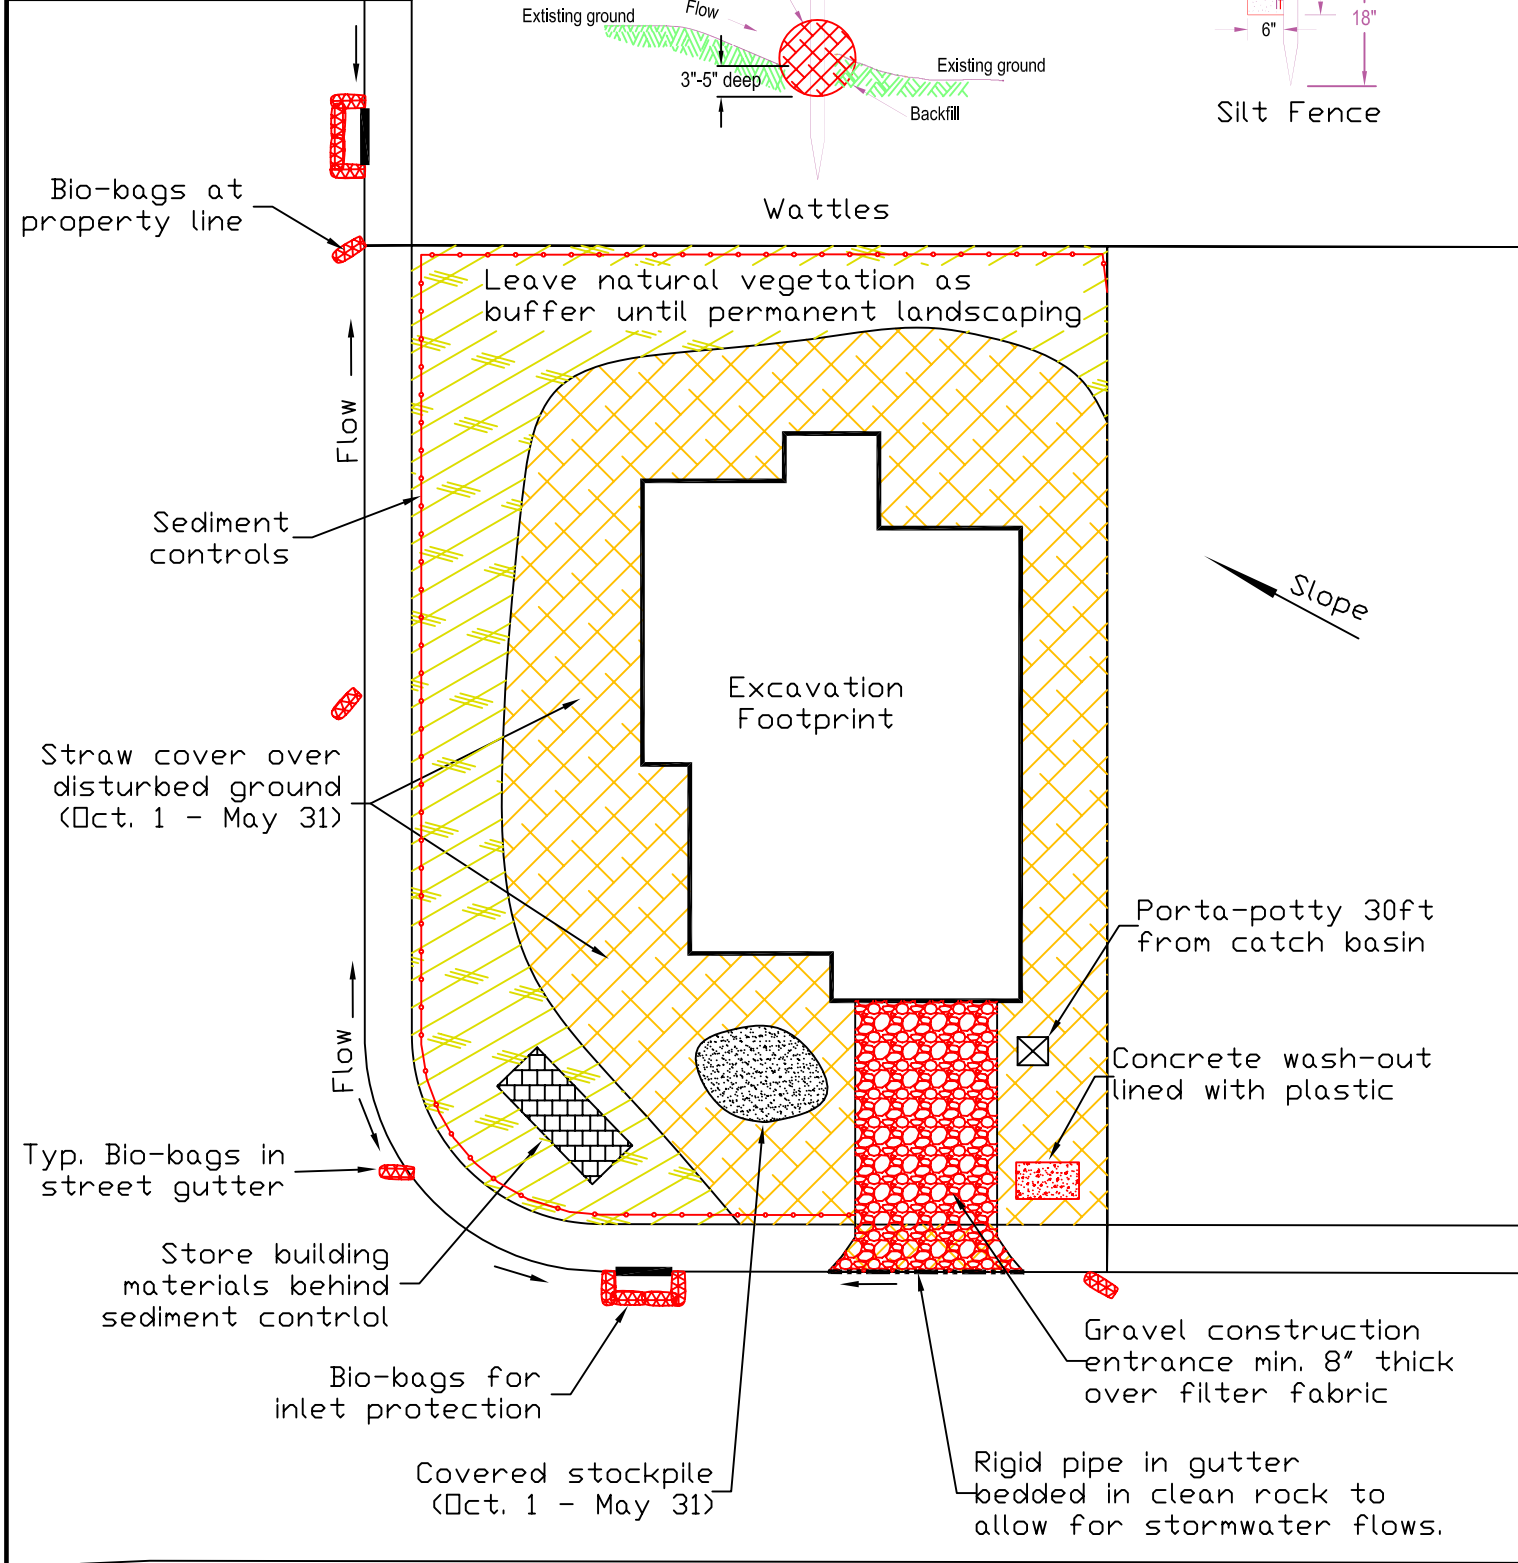 Extisting ground
Flow
3"-5" deep
Existing ground
Backfill
Wattles
6"
18"
Silt Fence
Bio-bags at
property line
Leave natural vegetation as
buffer until permanent landscaping
Flow
Sediment
controls
Slope
Excavation
Footprint
Straw cover over
disturbed ground
(Oct. 1 - May 31)
Porta-potty 30ft
from catch basin
Flow
Concrete wash-out
lined with plastic
Typ. Bio-bags in
street gutter
Store building
materials behind
sediment contrlol
Bio-bags for
inlet protection
Gravel construction
entrance min. 8" thick
over filter fabric
Covered stockpile
(Oct. 1 - May 31)
Rigid pipe in gutter
bedded in clean rock to
allow for stormwater flows.